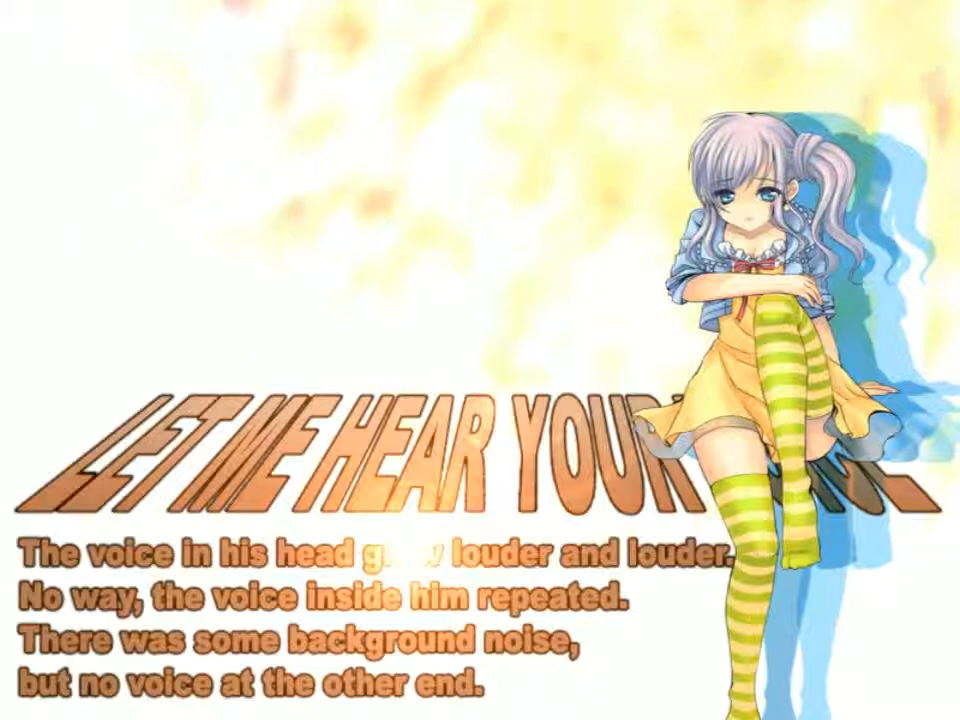 LET ME HEAR YOUR
The voice in his head louder and louder.
No way, the voice inside him repeated.
There was some background noise,
but no voice at the other end.